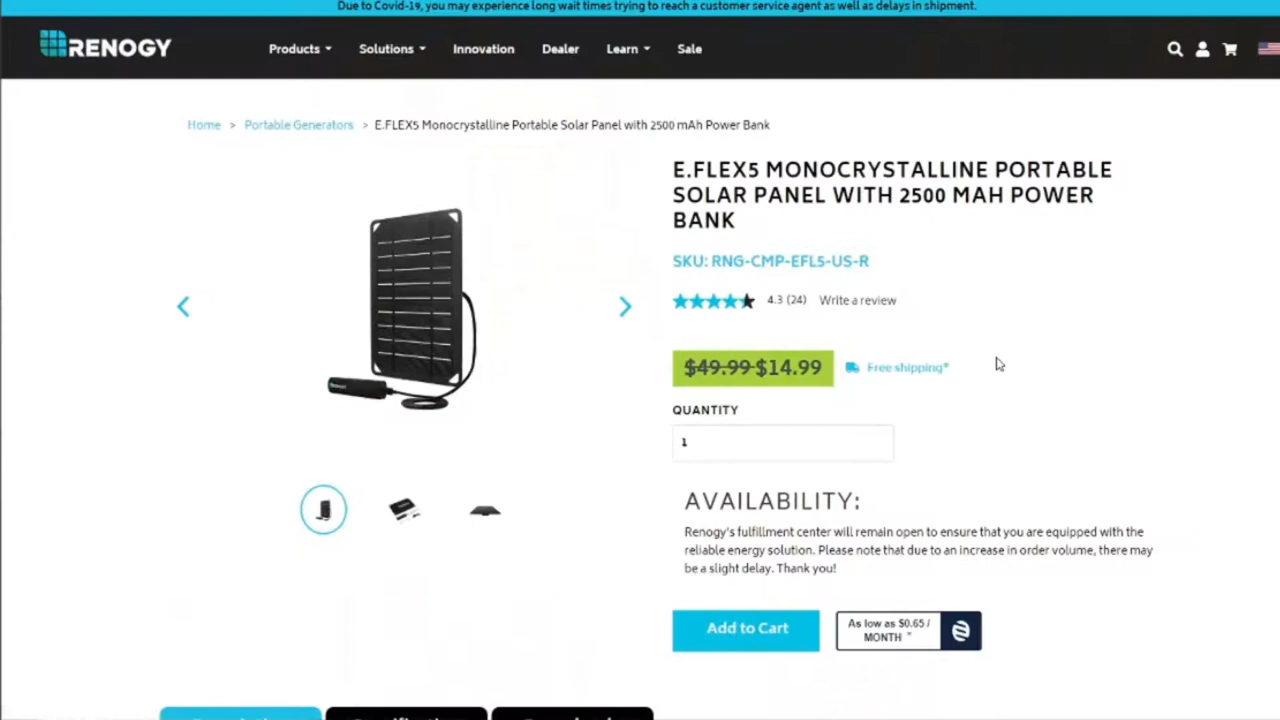 Due to Covid-19, you may experience long wait times trying to reach a customer service agent as well as delays in shipment.
RENOGY
Products Solutions Innovation Dealer Learn Sale
Home > Portable Generators > E.FLEX5 Monocrystalline Portable Solar Panel with 2500 mAh Power Bank
E.FLEX5 MONOCRYSTALLINE PORTABLE
SOLAR PANEL WITH 2500 MAH POWER
BANK
SKU: RNG-CMP-EFL5-US-R
4.3 (24) Write a review
$49.99 $14.99 Free shipping*
QUANTITY
1
AVAILABILITY:
Renogy's fulfillment center will remain open to ensure that you are equipped with the
reliable energy solution. Please note that due to an increase in order volume, there may
be a slight delay. Thank you!
Add to Cart
As low as $0.65 /
MONTH *